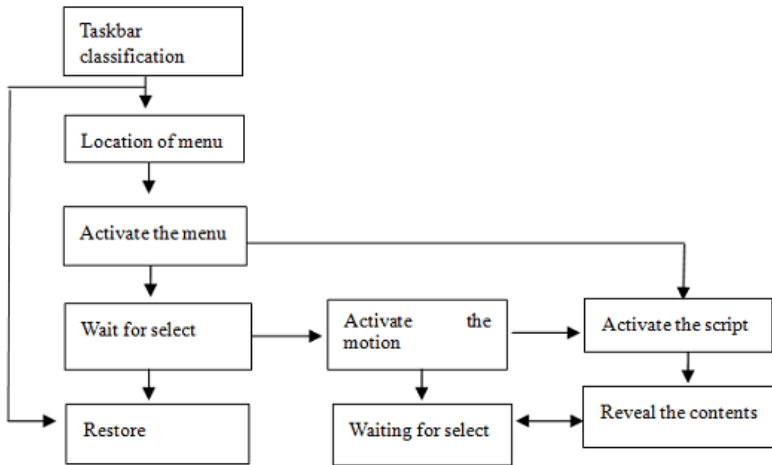 Taskbar
classification
Location of menu
Activate the menu
Wait for select
Activate the
motion
Activate the script
Restore
Waiting for select
Reveal the contents